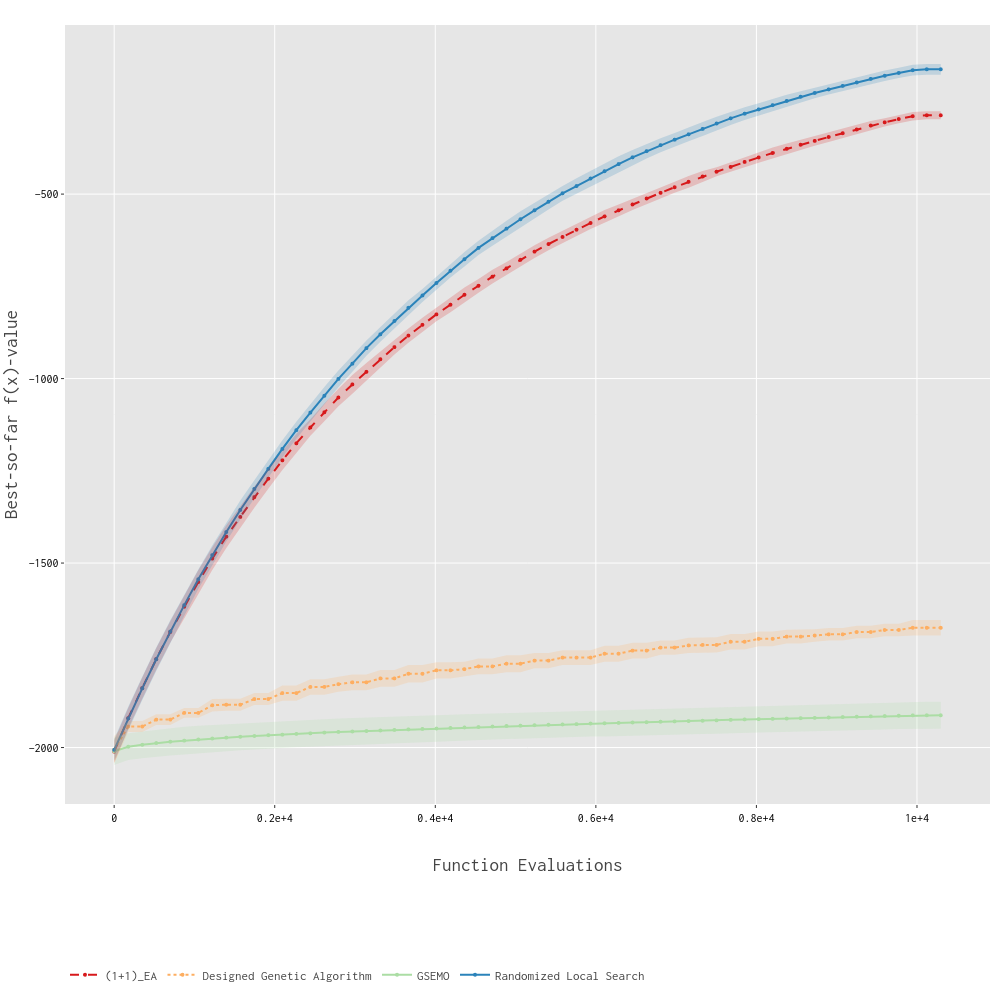 Best-so-far f(x)-value
−500
−1000
−1500
−2000
0
0.2e+4
0.4e+4
0.6e+4
0.8e+4
1e+4
Function Evaluations
(1+1)_EA
Designed Genetic Algorithm
GSEMO
Randomized Local Search